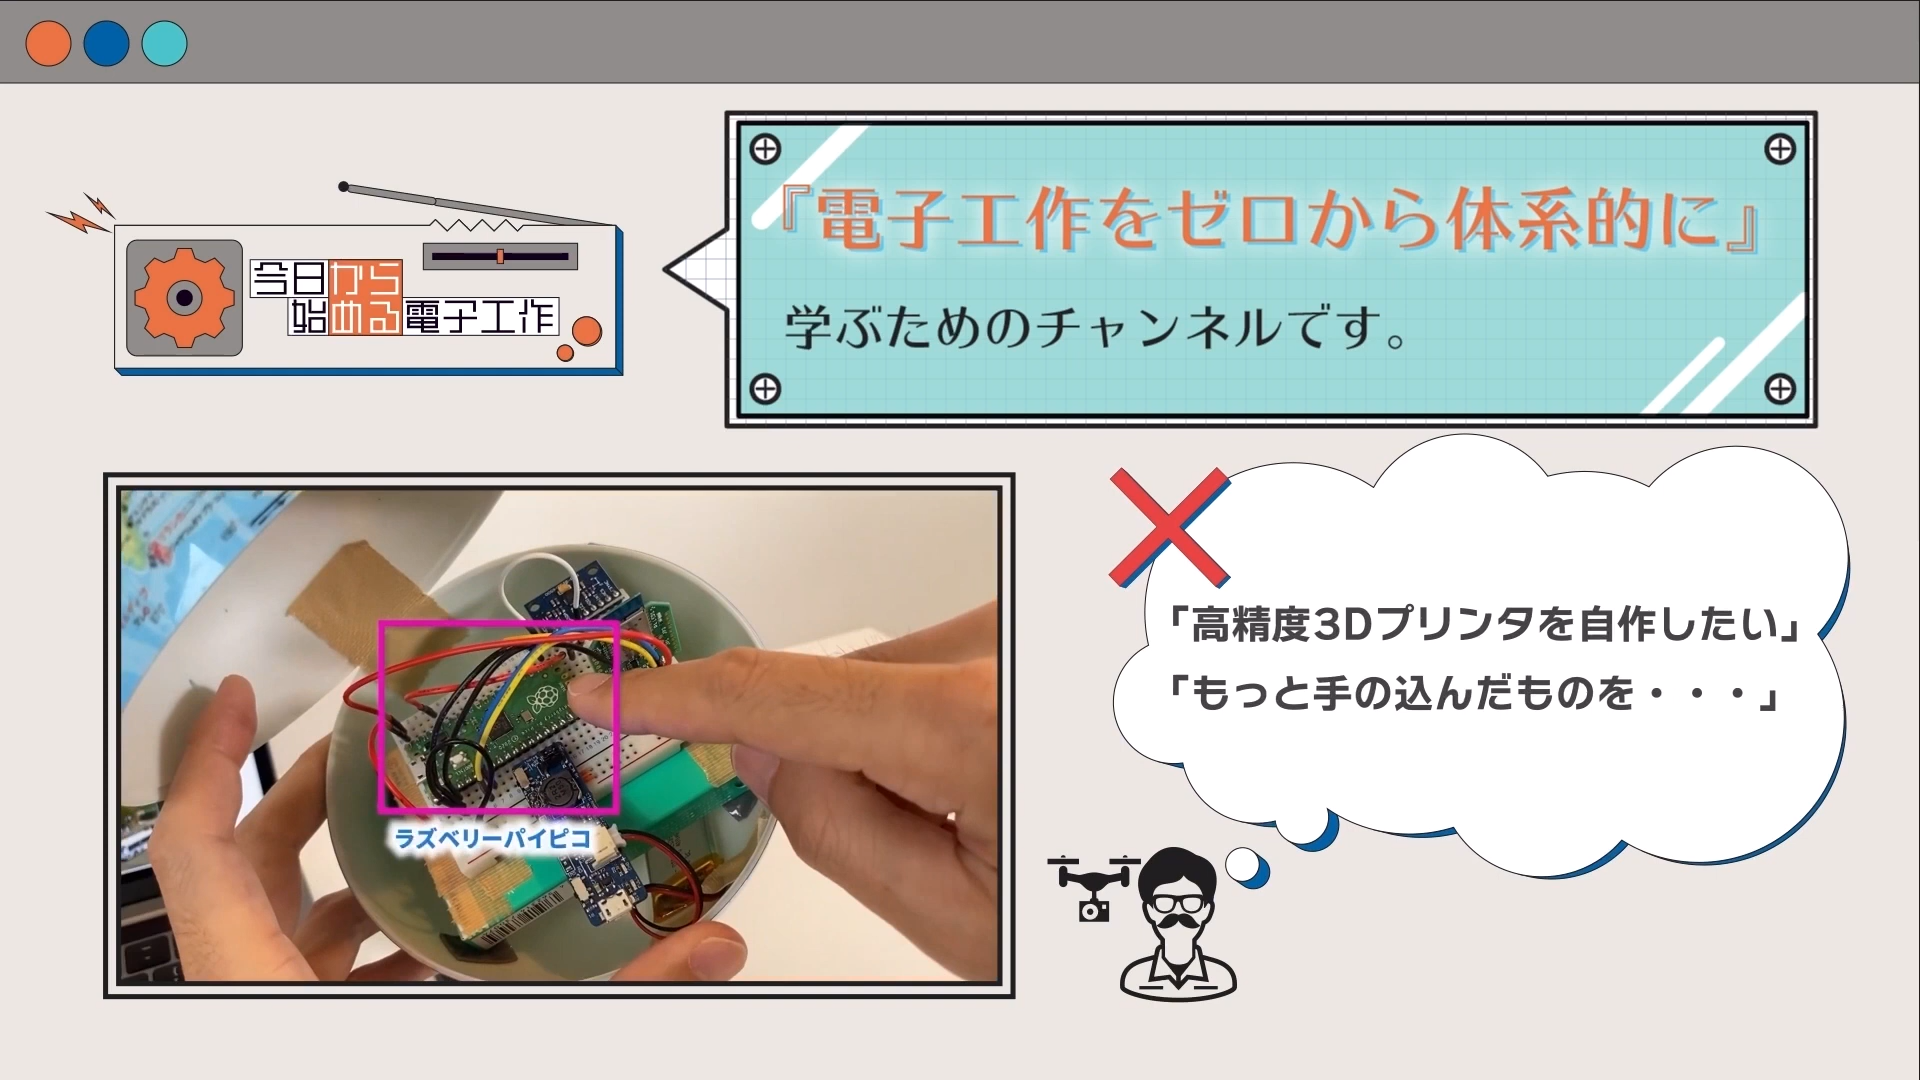 今日から
始める電子工作
『電子工作をゼロから体系的に』
学ぶためのチャンネルです。
ラズベリーパイピコ
「高精度3Dプリンタを自作したい」
「もっと手の込んだものを・・・」